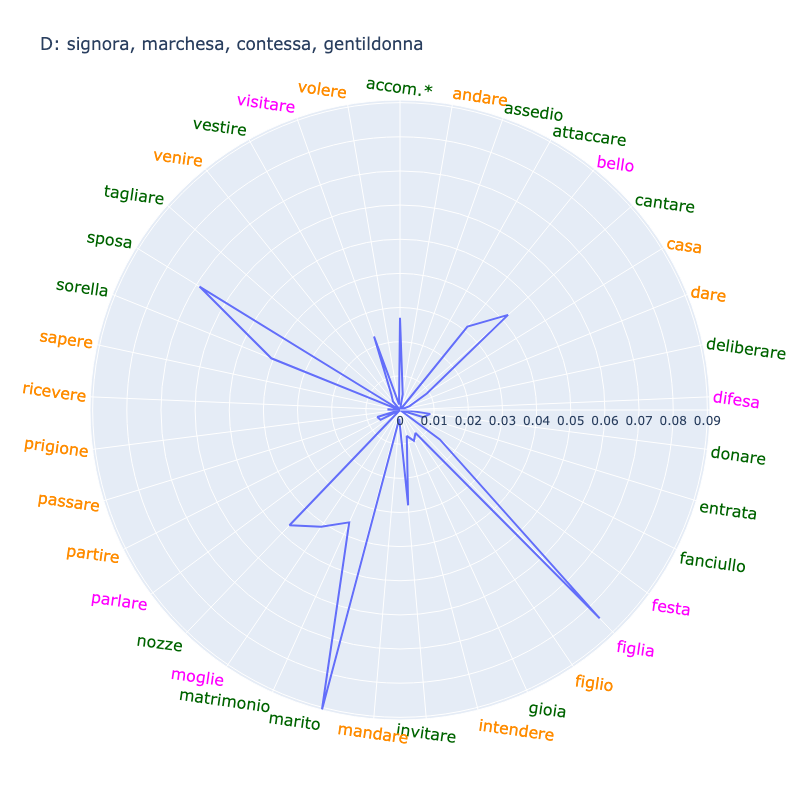 D: signora, marchesa, contessa, gentildonna
accom.*
andare
assedio
attaccare
bello
cantare
casa
dare
deliberare
difesa
donare
entrata
fanciullo
festa
figlia
figlio
gioia
intendere
invitare
mandare
marito
matrimonio
moglie
nozze
parlare
partire
passare
prigione
ricevere
sapere
sorella
sposa
tagliare
venire
vestire
visitare
volere
0 0.01 0.02 0.03 0.04 0.05 0.06 0.07 0.08 0.09